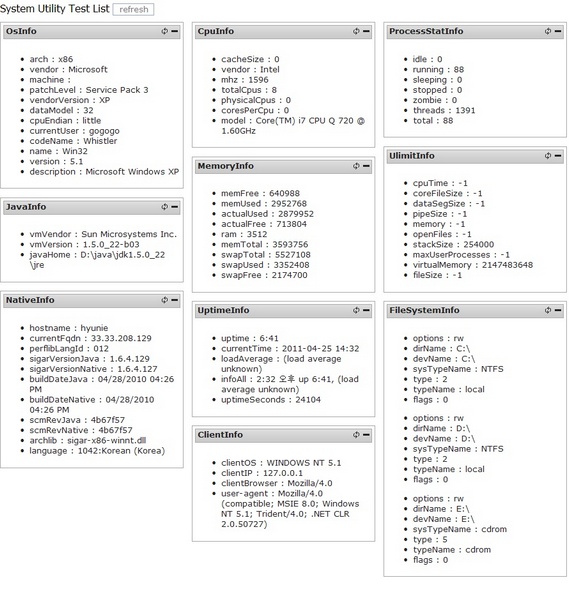 System Utility Test List refresh
OsInfo
arch : x86
vendor : Microsoft
machine :
patchLevel : Service Pack 3
vendorVersion : XP
dataModel : 32
cpuEndian : little
currentUser : gogogo
codeName : Whistler
name : Win32
version : 5.1
description : Microsoft Windows XP
JavaInfo
vmVendor : Sun Microsystems Inc.
vmVersion : 1.5.0_22-b03
javaHome : D:\java\jdk1.5.0_22
\jre
NativeInfo
hostname : hyunie
currentFqdn : 33.33.208.129
perflibLangId : 012
sigarVersionJava : 1.6.4.129
sigarVersionNative : 1.6.4.127
buildDateJava : 04/28/2010 04:26
PM
buildDateNative : 04/28/2010
04:26 PM
scmRevJava : 4b67f57
scmRevNative : 4b67f57
archlib : sigar-x86-winnt.dll
language : 1042:Korean (Korea)
CpuInfo
cacheSize : 0
vendor : Intel
mhz : 1596
totalCpus : 8
physicalCpus : 0
coresPerCpu : 0
model : Core(TM) i7 CPU Q 720 @
1.60GHz
MemoryInfo
memFree : 640988
memUsed : 2952768
actualUsed : 2879952
actualFree : 713804
ram : 3512
memTotal : 3593756
swapTotal : 5527108
swapUsed : 3352408
swapFree : 2174700
UptimeInfo
uptime : 6:41
currentTime : 2011-04-25 14:32
loadAverage : (load average
unknown)
infoAll : 2:32 오후 up 6:41, (load
average unknown)
uptimeSeconds : 24104
ClientInfo
clientOS : WINDOWS NT 5.1
clientIP : 127.0.0.1
clientBrowser : Mozilla/4.0
user-agent : Mozilla/4.0
(compatible; MSIE 8.0; Windows
NT 5.1; Trident/4.0; .NET CLR
2.0.50727)
ProcessStatInfo
idle : 0
running : 88
sleeping : 0
stopped : 0
zombie : 0
threads : 1391
total : 88
UlimitInfo
cpuTime : -1
coreFileSize : -1
dataSegSize : -1
pipeSize : -1
memory : -1
openFiles : -1
stackSize : 254000
maxUserProcesses : -1
virtualMemory : 2147483648
fileSize : -1
FileSystemInfo
options : rw
dirName : C:\
devName : C:\
sysTypeName : NTFS
type : 2
typeName : local
flags : 0
options : rw
dirName : D:\
devName : D:\
sysTypeName : NTFS
type : 2
typeName : local
flags : 0
options : rw
dirName : E:\
devName : E:\
sysTypeName : cdrom
type : 5
typeName : cdrom
flags : 0